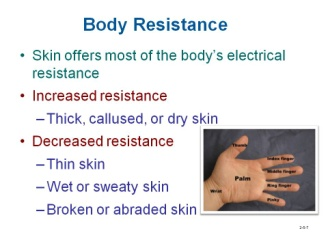 Body Resistance
• Skin offers most of the body's electrical
resistance
• Increased resistance
–Thick, callused, or dry skin
• Decreased resistance
–Thin skin
–Wet or sweaty skin
–Broken or abraded skin
Thumb
Index finger
Middle finger
Ring finger
Pinky
Palm
Wrist